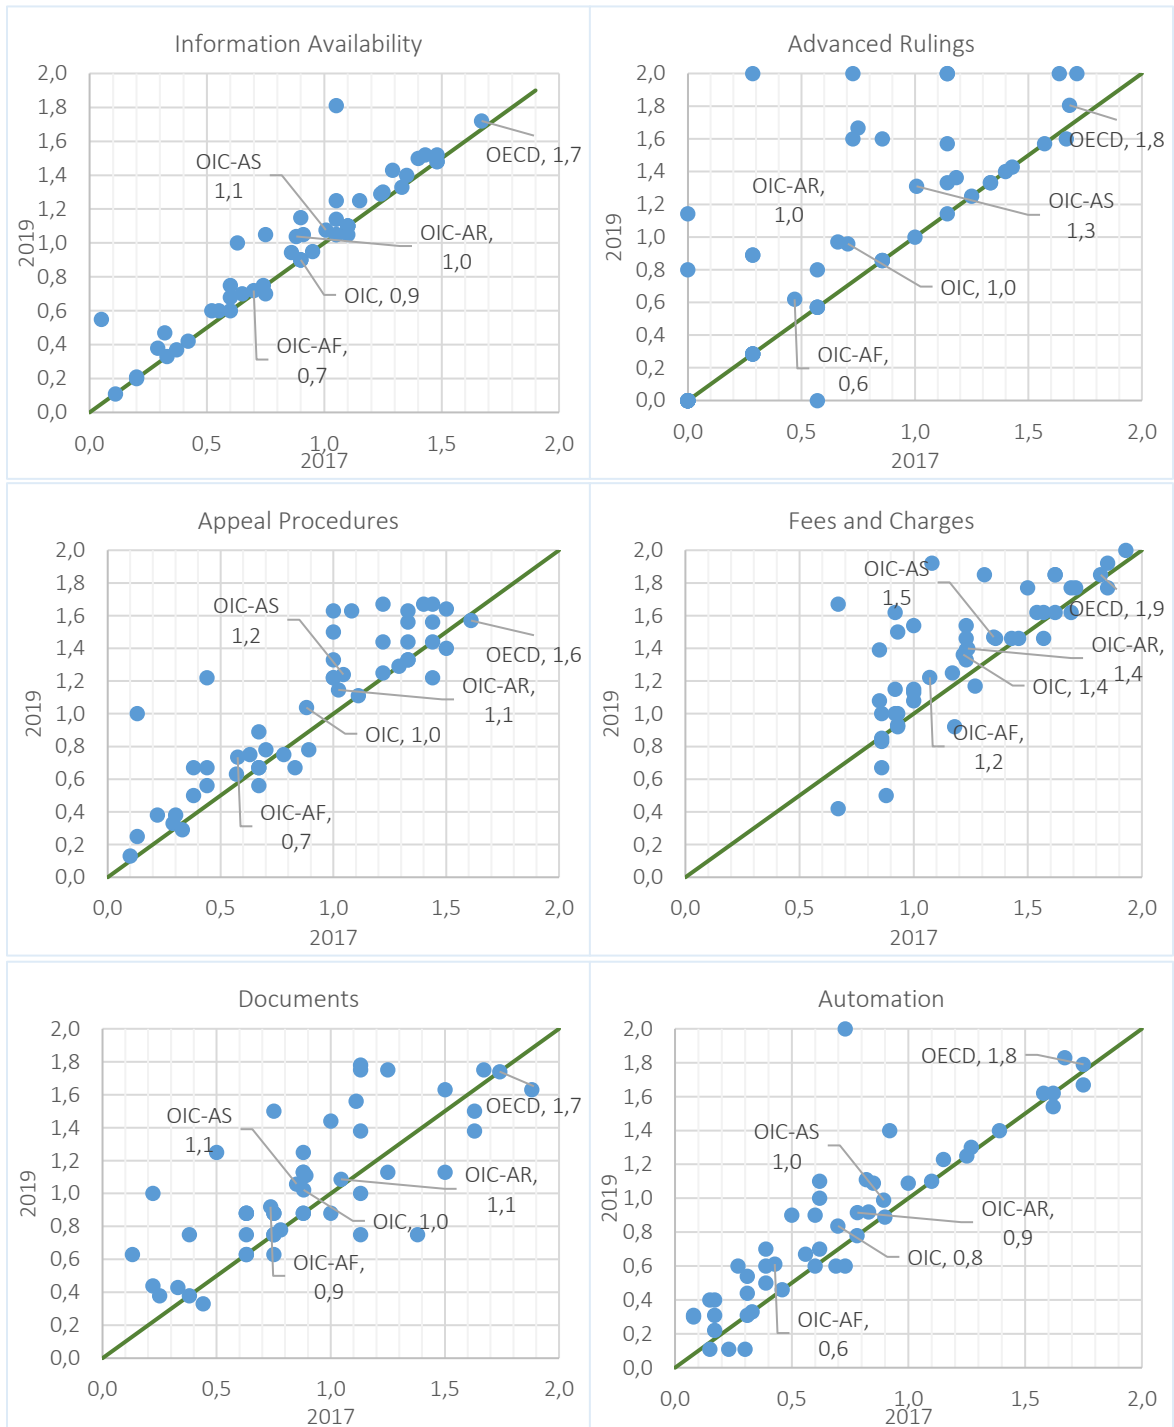 Information Availability
2,0
1,8
1,6
1,4
1,2
1,0
0,8
0,6
0,4
0,2
0,0
2019
OIC-AS
1,1
OECD, 1,7
OIC-AR,
1,0
OIC, 0,9
OIC-AF,
0,7
0,0 0,5 1,0 1,5 2,0
2017
Advanced Rulings
2,0
1,8
1,6
1,4
1,2
1,0
0,8
0,6
0,4
0,2
0,0
2019
OECD, 1,8
OIC-AR,
1,0
OIC-AS
1,3
OIC, 1,0
OIC-AF,
0,6
0,0 0,5 1,0 1,5 2,0
2017
Appeal Procedures
2,0
1,8
1,6
1,4
1,2
1,0
0,8
0,6
0,4
0,2
0,0
2019
OIC-AS
1,2
OECD, 1,6
OIC-AR,
1,1
OIC, 1,0
OIC-AF,
0,7
0,0 0,5 1,0 1,5 2,0
2017
Fees and Charges
2,0
1,8
1,6
1,4
1,2
1,0
0,8
0,6
0,4
0,2
0,0
2019
OIC-AS
1,5
OECD, 1,9
OIC-AR,
1,4
OIC, 1,4
OIC-AF,
1,2
0,0 0,5 1,0 1,5 2,0
2017
Documents
2,0
1,8
1,6
1,4
1,2
1,0
0,8
0,6
0,4
0,2
0,0
2019
OECD, 1,7
OIC-AS
1,1
OIC-AR,
1,1
OIC, 1,0
OIC-AF,
0,9
0,0 0,5 1,0 1,5 2,0
2017
Automation
2,0
1,8
1,6
1,4
1,2
1,0
0,8
0,6
0,4
0,2
0,0
2019
OECD, 1,8
OIC-AS
1,0
OIC-AR,
0,9
OIC, 0,8
OIC-AF,
0,6
0,0 0,5 1,0 1,5 2,0
2017